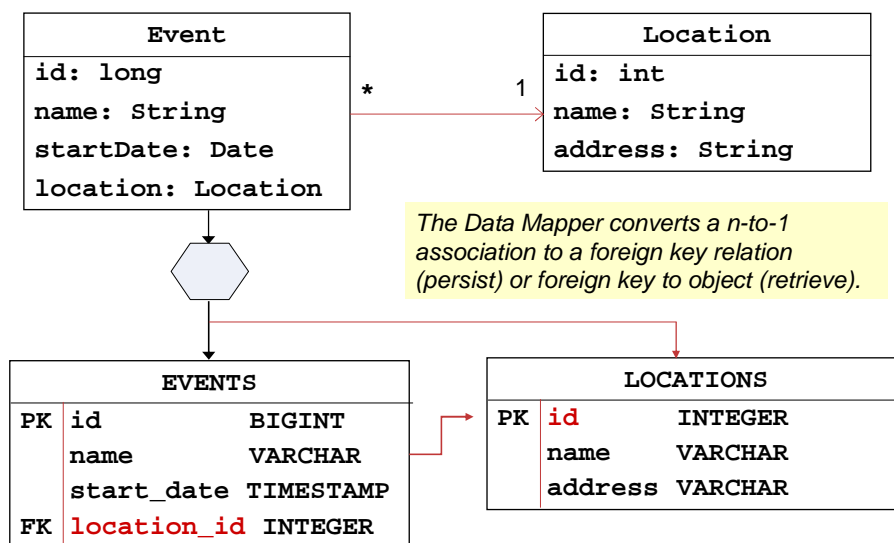 Event
id: long
name: String
startDate: Date
location: Location
* 1
Location
id: int
name: String
address: String
The Data Mapper converts a n-to-1
association to a foreign key relation
(persist) or foreign key to object (retrieve).
EVENTS
PK id BIGINT
name VARCHAR
start_date TIMESTAMP
FK location_id INTEGER
LOCATIONS
PK id INTEGER
name VARCHAR
address VARCHAR